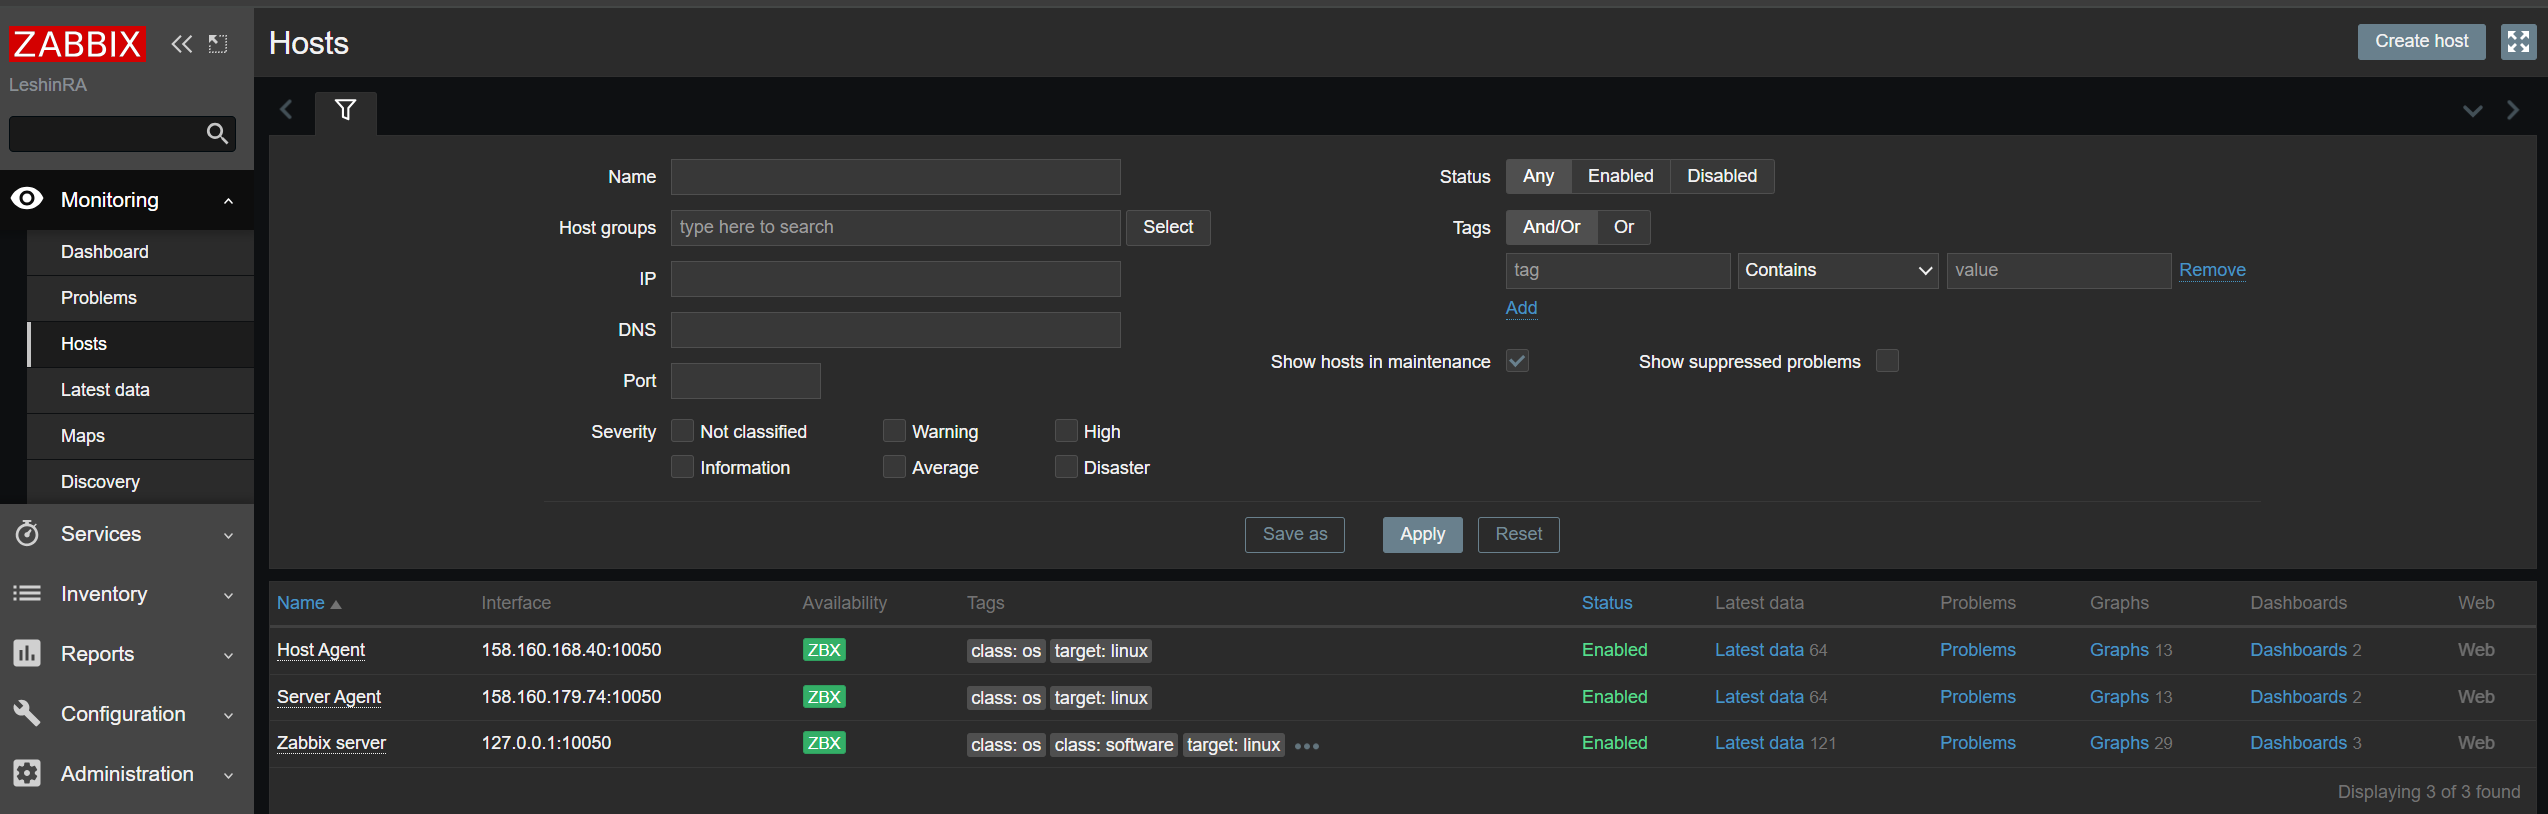 ZABBIX
LeshinRA
Monitoring
Dashboard
Problems
Hosts
Latest data
Maps
Discovery
Services
Inventory
Reports
Configuration
Administration
Hosts
Create host
Name
Host groups type here to search Select
IP
DNS
Port
Severity Not classified Warning High
Information Average Disaster
Status Any Enabled Disabled
Tags And/Or Or
tag Contains value Remove
Add
Show hosts in maintenance Show suppressed problems
Save as Apply Reset
Name Interface Availability Tags Status Latest data Problems Graphs Dashboards Web
Host Agent 158.160.168.40:10050 ZBX class: os target: linux Enabled Latest data 64 Problems Graphs 13 Dashboards 2 Web
Server Agent 158.160.179.74:10050 ZBX class: os target: linux Enabled Latest data 64 Problems Graphs 13 Dashboards 2 Web
Zabbix server 127.0.0.1:10050 ZBX class: os class: software target: linux ••• Enabled Latest data 121 Problems Graphs 29 Dashboards 3 Web
Displaying 3 of 3 found